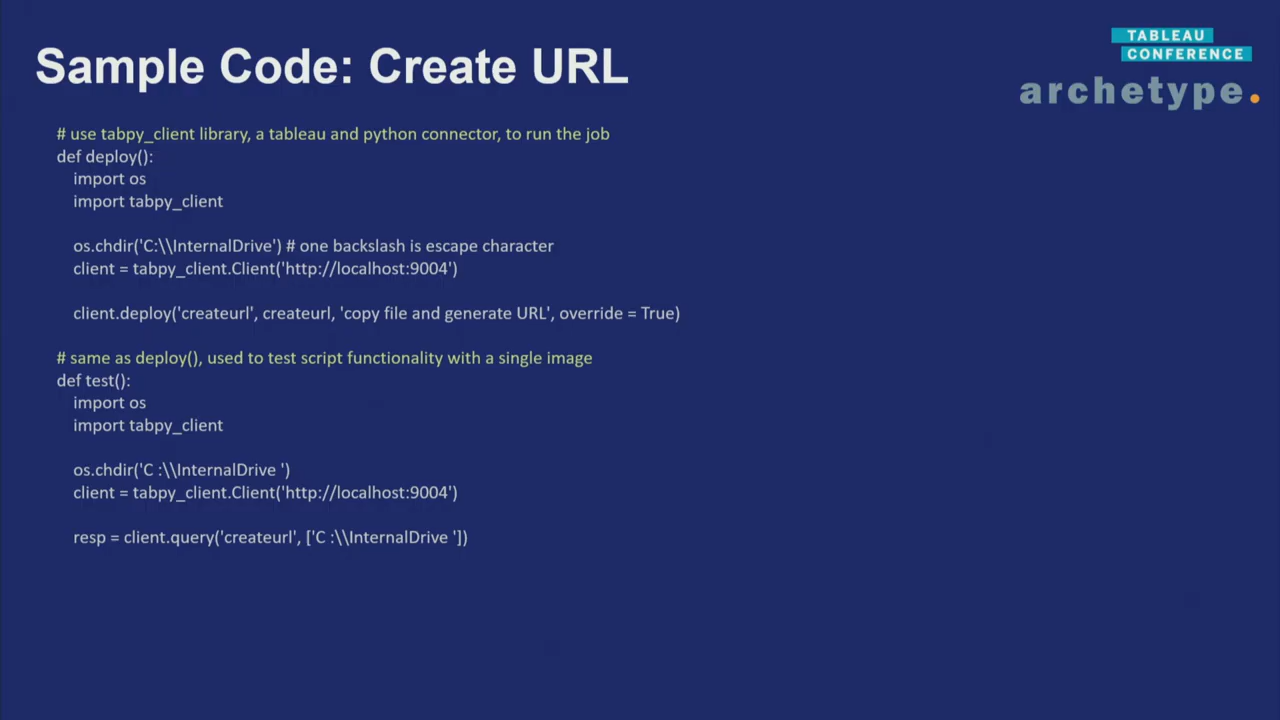 Sample Code: Create URL
TABLEAU
CONFERENCE
archetype.
# use tabpy_client library, a tableau and python connector, to run the job
def deploy():
import os
import tabpy_client
os.chdir('C:\\InternalDrive') # one backslash is escape character
client = tabpy_client.Client('http://localhost:9004')
client.deploy('createurl', createurl, 'copy file and generate URL', override = True)
# same as deploy(), used to test script functionality with a single image
def test():
import os
import tabpy_client
os.chdir('C :\\InternalDrive ')
client = tabpy_client.Client('http://localhost:9004')
resp = client.query('createurl', ['C :\\InternalDrive '])